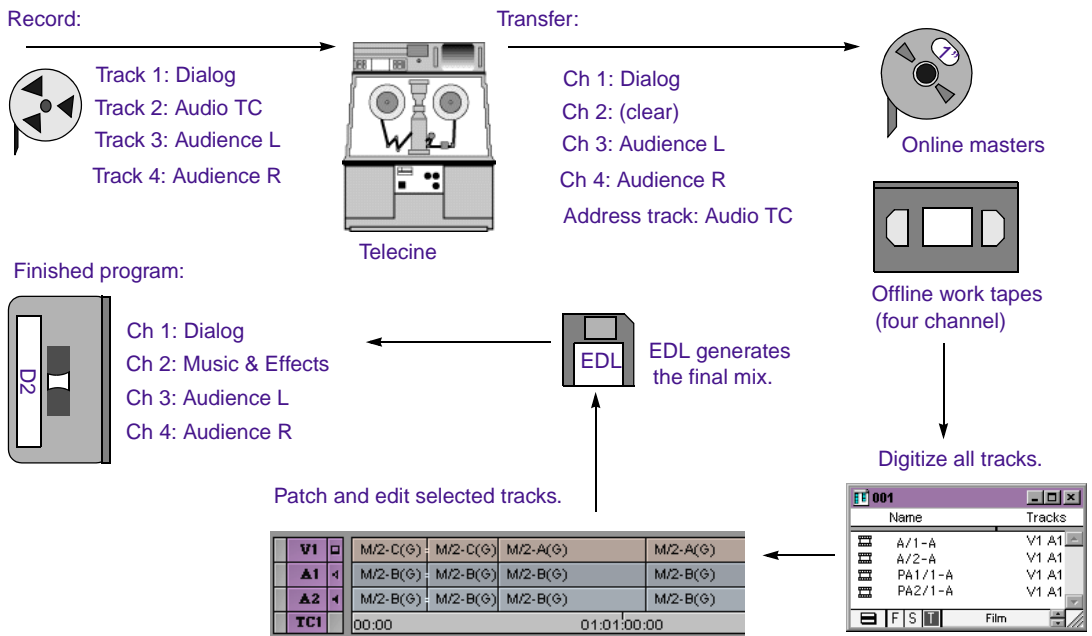 Record:
Transfer:
Track 1: Dialog
Track 2: Audio TC
Track 3: Audience L
Track 4: Audience R
Telecine
Ch 1: Dialog
Ch 2: (clear)
Ch 3: Audience L
Ch 4: Audience R
Address track: Audio TC
1"
Online masters
Offline work tapes
(four channel)
Finished program:
D2
Ch 1: Dialog
Ch 2: Music & Effects
Ch 3: Audience L
Ch 4: Audience R
EDL
EDL generates
the final mix.
Digitize all tracks.
001
Name Tracks
A/1-A V1 A1
A/2-A V1 A1
PA1/1-A V1 A1
PA2/1-A V1 A1
F S T Film
Patch and edit selected tracks.
V1 M/2-C(G) M/2-C(G) M/2-A(G) M/2-A(G)
A1 M/2-B(G) M/2-B(G) M/2-B(G) M/2-B(G)
A2 M/2-B(G) M/2-B(G) M/2-B(G) M/2-B(G)
TC1 00:00 01:01:00:00